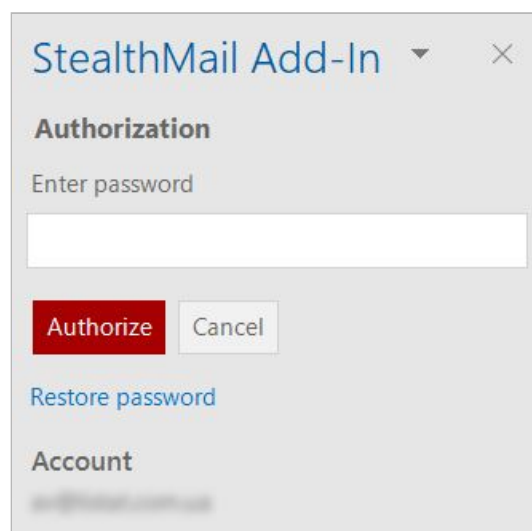 StealthMail Add-In
Authorization
Enter password
Authorize
Cancel
Restore password
Account